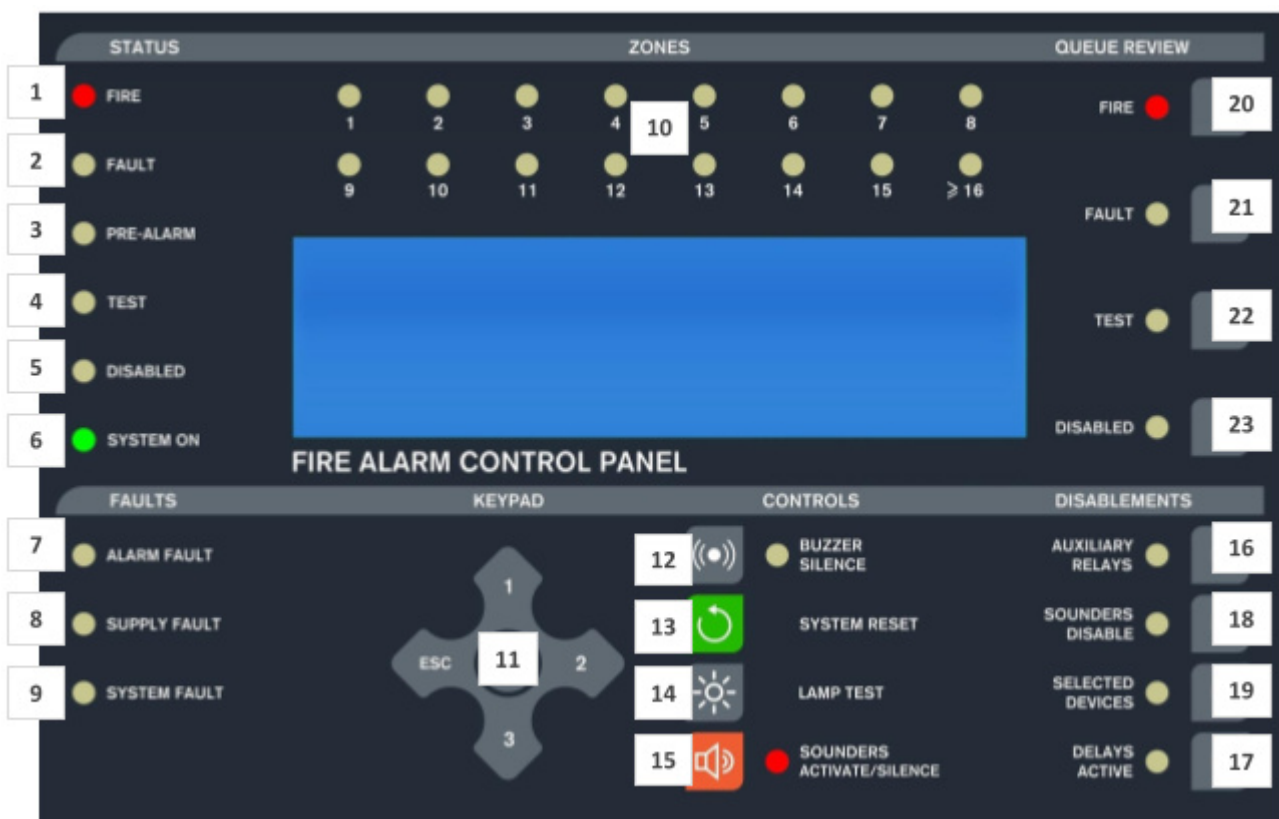 STATUS ZONES QUEUE REVIEW
1 FIRE
1 2 3 4 5 6 7 8
10
FIRE 20
2 FAULT
9 10 11 12 13 14 15 ⩾ 16
FAULT 21
3 PRE-ALARM
4 TEST
TEST 22
5 DISABLED
DISABLED 23
6 SYSTEM ON
FIRE ALARM CONTROL PANEL
FAULTS KEYPAD CONTROLS DISABLEMENTS
7 ALARM FAULT
8 SUPPLY FAULT
9 SYSTEM FAULT
1
ESC 11 2
3
12 BUZZER
SILENCE
13 SYSTEM RESET
14 LAMP TEST
15 SOUNDERS
ACTIVATE/SILENCE
AUXILIARY
RELAYS 16
SOUNDERS
DISABLE 18
SELECTED
DEVICES 19
DELAYS
ACTIVE 17